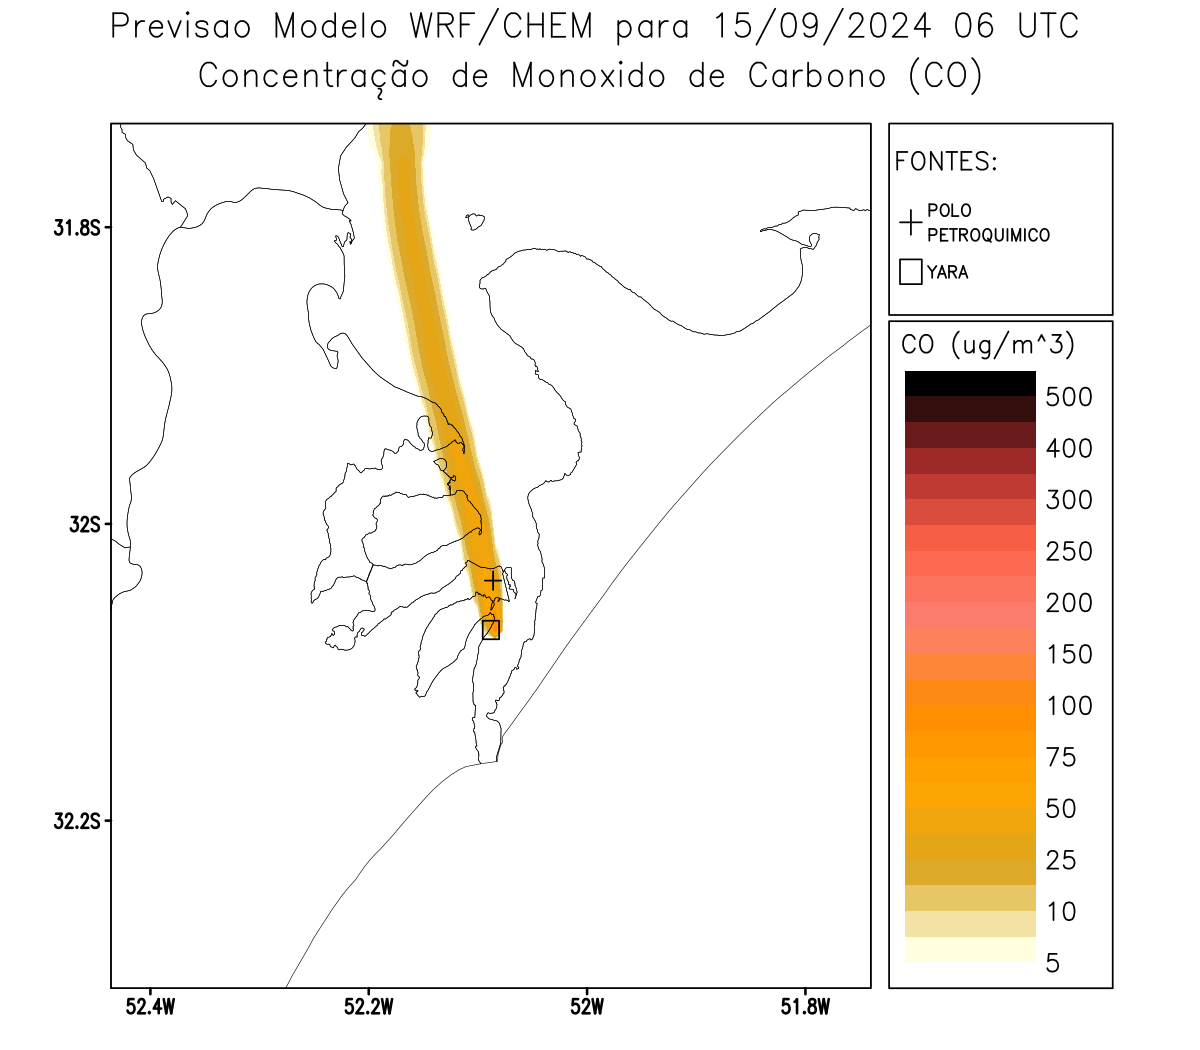 Previsao Modelo WRF/CHEM para 15/09/2024 06 UTC
Concentração de Monoxido de Carbono (CO)
FONTES:
POLO
PETROQUIMICO
YARA
CO (ug/m^3)
500
400
300
250
200
150
100
75
50
25
10
5
31.8S
32S
32.2S
52.4W
52.2W
52W
51.8W